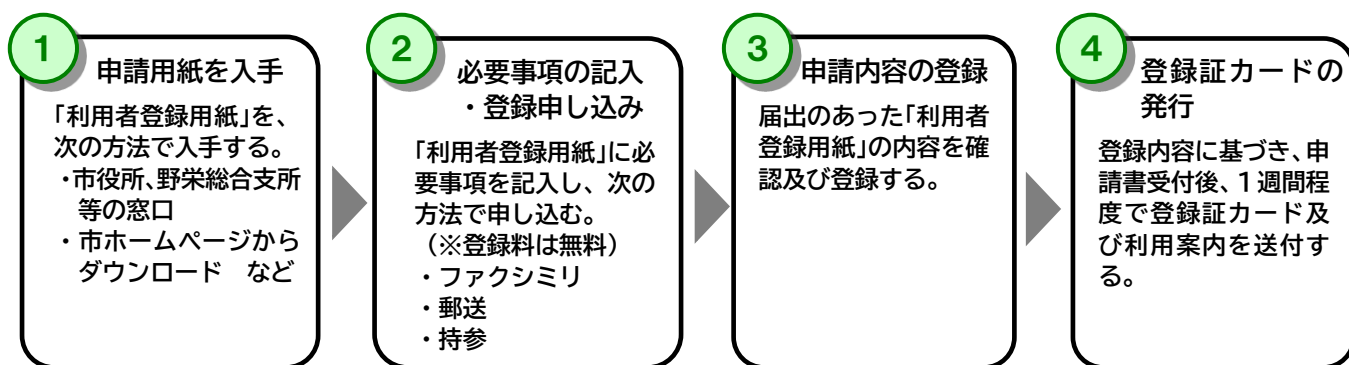 1
申請用紙を入手
「利用者登録用紙」を、
次の方法で入手する。
・市役所、野栄総合支所
等の窓口
・市ホームページから
ダウンロード　など
2
必要事項の記入
・登録申し込み
「利用者登録用紙」に必
要事項を記入し、次の
方法で申し込む。
（※登録料は無料）
・ファクシミリ
・郵送
・持参
3
申請内容の登録
届出のあった「利用者
登録用紙」の内容を確
認及び登録する。
4
登録証カードの
発行
登録内容に基づき、申
請書受付後、１週間程
度で登録証カード及
び利用案内を送付す
る。